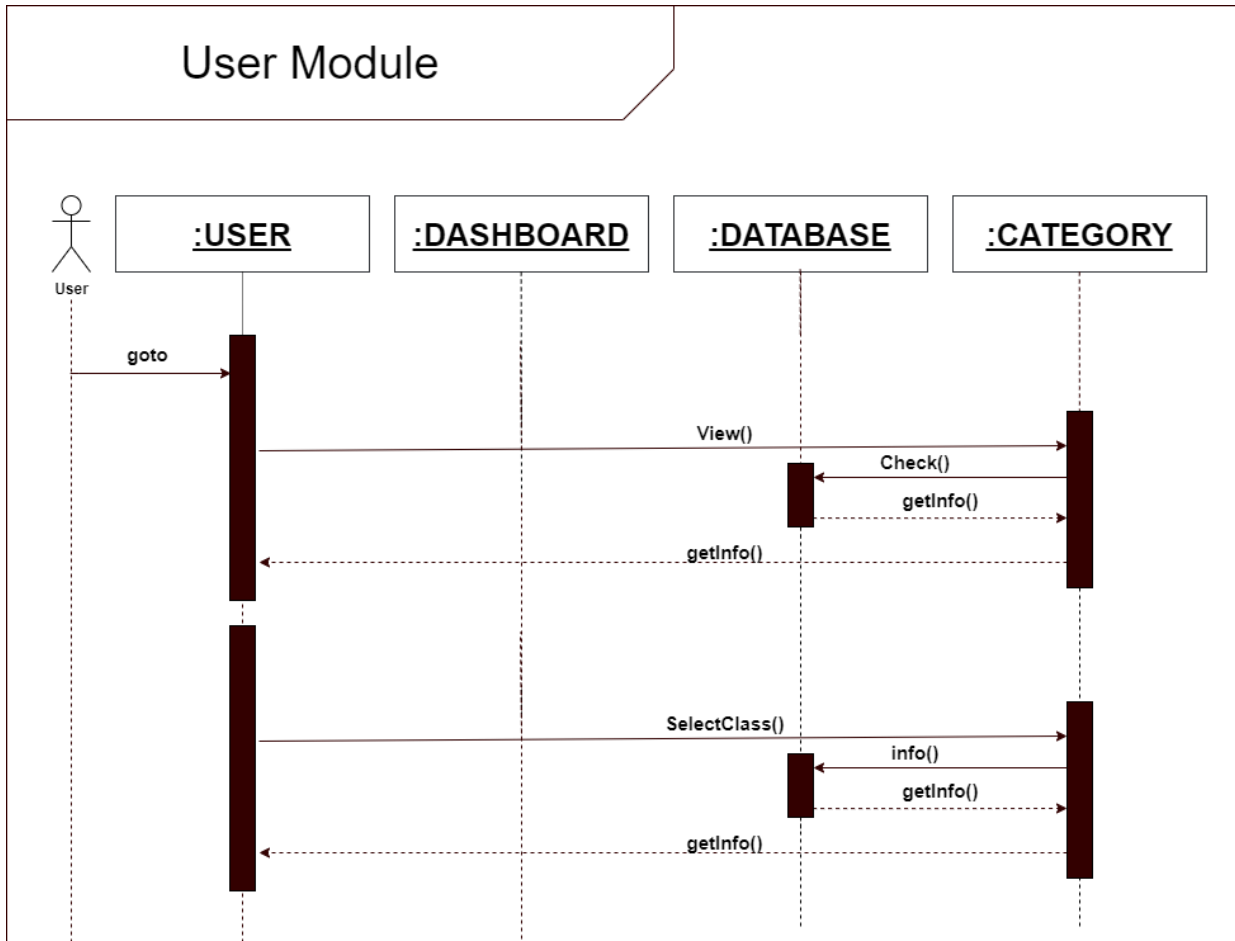 User Module
:USER
:DASHBOARD
:DATABASE
:CATEGORY
User
goto
View()
Check()
getInfo()
getInfo()
SelectClass()
info()
getInfo()
getInfo()